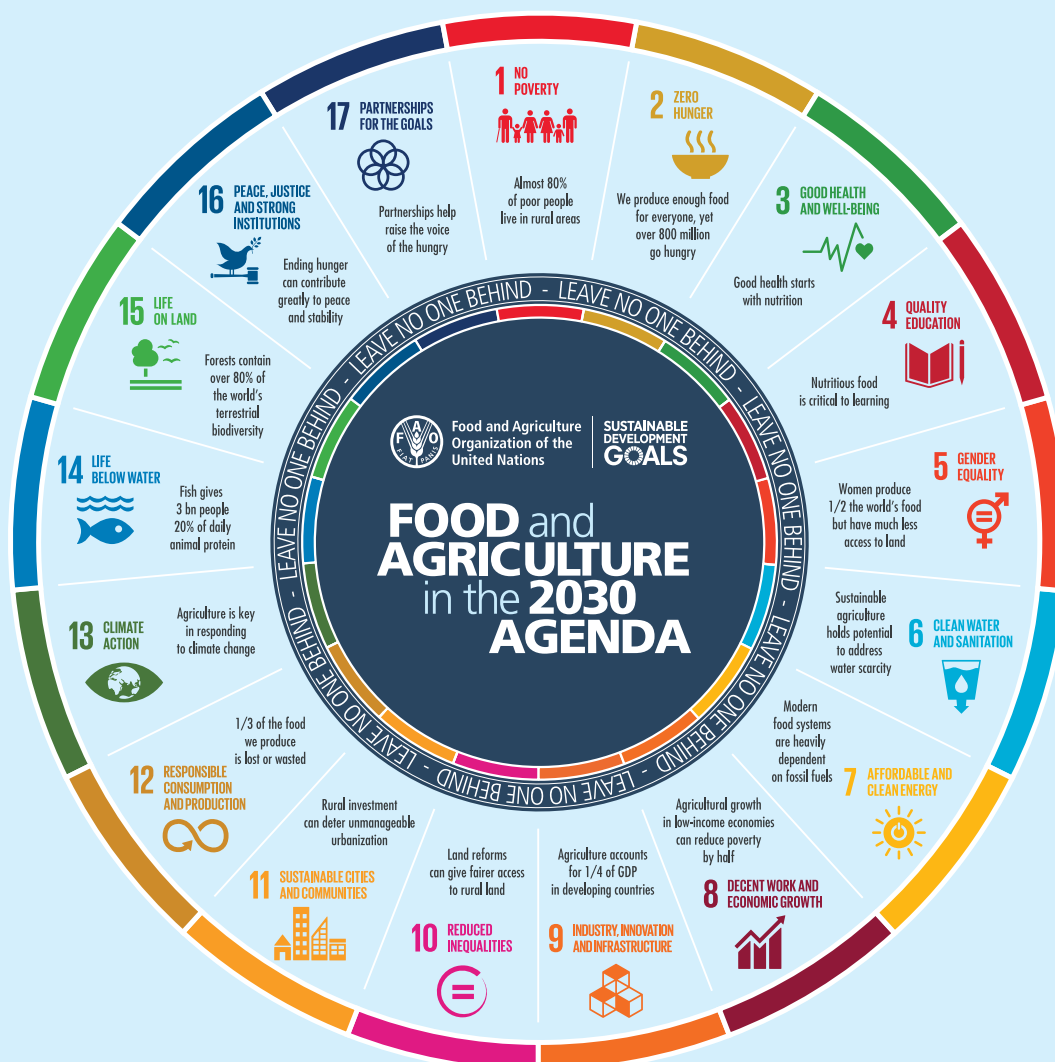 1 NO
POVERTY
Almost 80%
of poor people
live in rural areas
2 ZERO
HUNGER
We produce enough food
for everyone, yet
over 800 million
go hungry
3 GOOD HEALTH
AND WELL-BEING
Good health starts
with nutrition
4 QUALITY
EDUCATION
Nutritious food
is critical to learning
5 GENDER
EQUALITY
Women produce
1/2 the world's food
but have much less
access to land
6 CLEAN WATER
AND SANITATION
Sustainable
agriculture
holds potential
to address
water scarcity
7 AFFORDABLE AND
CLEAN ENERGY
Modern
food systems
are heavily
dependent
on fossil fuels
8 DECENT WORK AND
ECONOMIC GROWTH
Agricultural growth
in low-income economies
can reduce poverty
by half
9 INDUSTRY, INNOVATION
AND INFRASTRUCTURE
Agriculture accounts
for 1/4 of GDP
in developing countries
10 REDUCED
INEQUALITIES
Land reforms
can give fairer access
to rural land
11 SUSTAINABLE CITIES
AND COMMUNITIES
Rural investment
can deter unmanageable
urbanization
12 RESPONSIBLE
CONSUMPTION
AND PRODUCTION
1/3 of the food
we produce
is lost or wasted
13 CLIMATE
ACTION
Agriculture is key
in responding
to climate change
14 LIFE
BELOW WATER
Fish gives
3 bn people
20% of daily
animal protein
15 LIFE
ON LAND
Forests contain
over 80% of
the world's
terrestrial
biodiversity
16 PEACE, JUSTICE
AND STRONG
INSTITUTIONS
Ending hunger
can contribute
greatly to peace
and stability
17 PARTNERSHIPS
FOR THE GOALS
Partnerships help
raise the voice
of the hungry
LEAVE NO ONE BEHIND - LEAVE NO ONE BEHIND - LEAVE NO ONE BEHIND - LEAVE NO ONE BEHIND - LEAVE NO ONE BEHIND - LEAVE NO ONE BEHIND - LEAVE NO ONE BEHIND - LEAVE NO ONE BEHIND -
F A O
FIAT PANIS
Food and Agriculture
Organization of the
United Nations
SUSTAINABLE
DEVELOPMENT
GOALS
FOOD and
AGRICULTURE
in the 2030
AGENDA